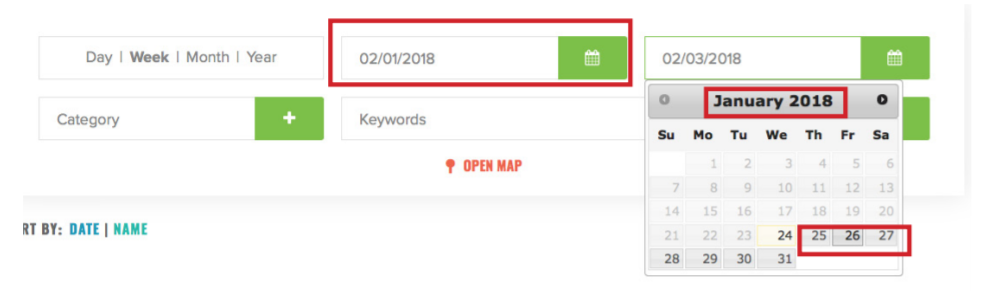 Day | Week | Month | Year
02/01/2018
02/03/2018
Category
+
Keywords
OPEN MAP
RT BY: DATE | NAME
January 2018
Su Mo Tu We Th Fr Sa
1 2 3 4 5 6
7 8 9 10 11 12 13
14 15 16 17 18 19 20
21 22 23 24 25 26 27
28 29 30 31